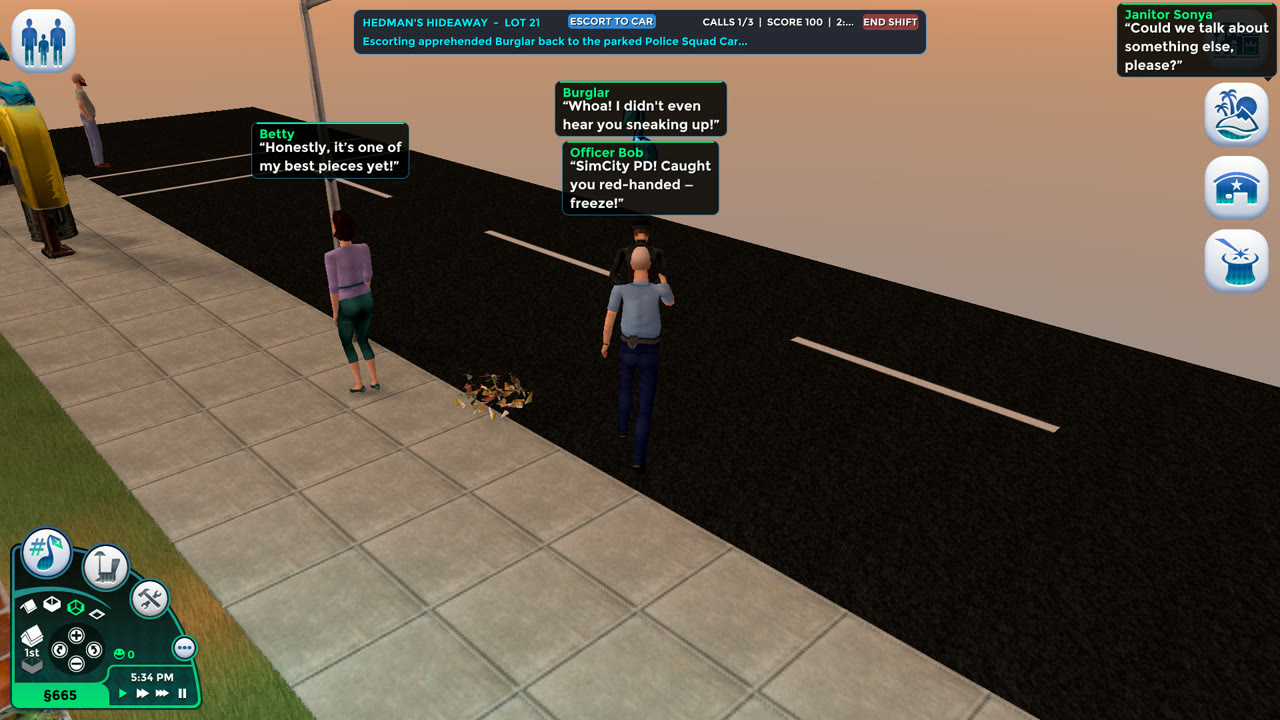 HEDMAN'S HIDEAWAY - LOT 21
ESCORT TO CAR
CALLS 1/3 | SCORE 100 | 2:...
END SHIFT
Escorting apprehended Burglar back to the parked Police Squad Car...
Janitor Sonya
“Could we talk about
something else,
please?”
Burglar
“Whoa! I didn't even
hear you sneaking up!”
Betty
“Honestly, it's one of
my best pieces yet!”
Officer Bob
“SimCity PD! Caught
you red-handed –
freeze!”
#
1st
0
5:34 PM
§665